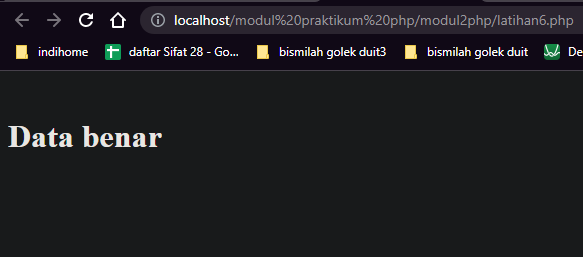 localhost/modul%20praktikum%20php/modul2php/latihan6.php
indihome daftar Sifat 28 - Go... bismilah golek duit3 bismilah golek duit De
Data benar